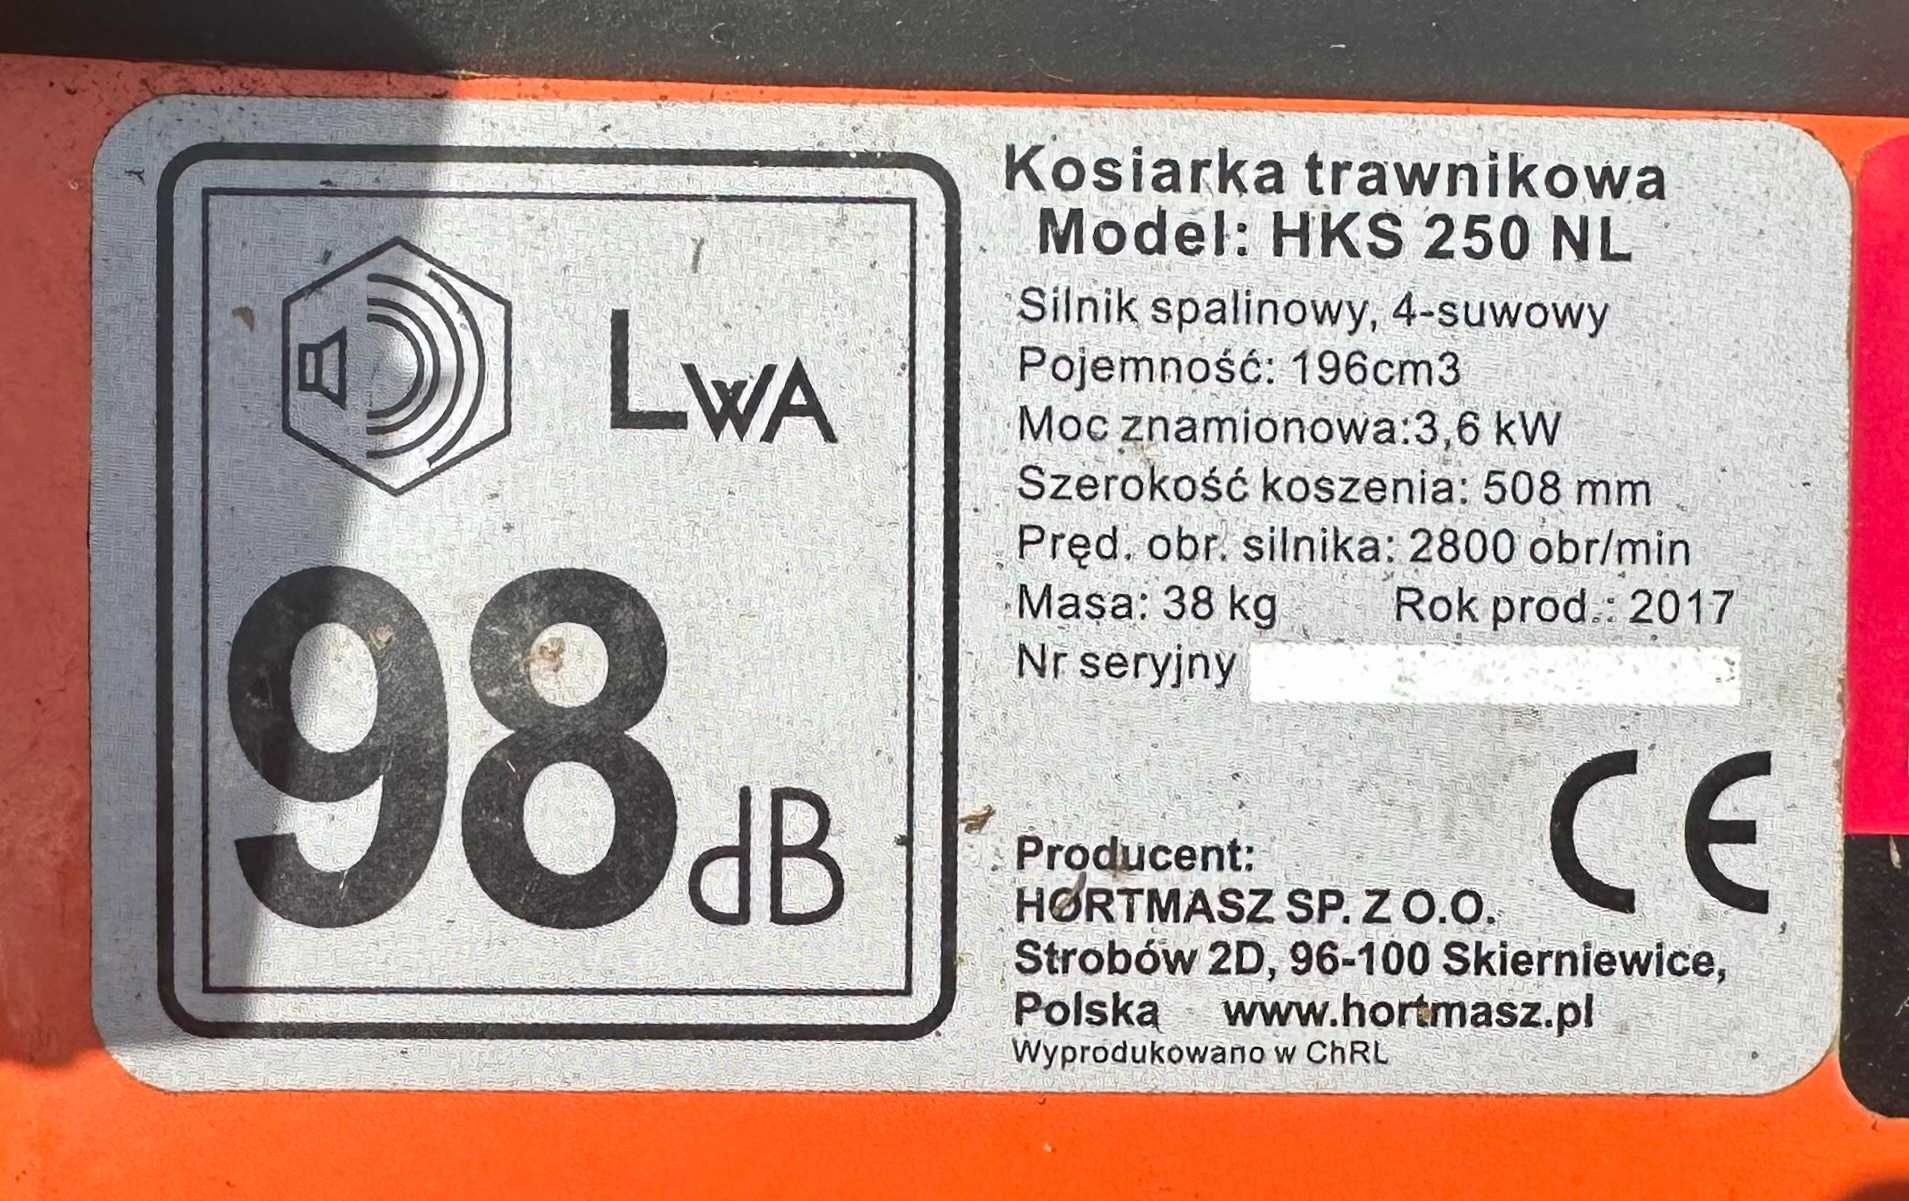 LWA
98 dB
Kosiarka trawnikowa
Model: HKS 250 NL
Silnik spalinowy, 4-suwowy
Pojemność: 196cm3
Moc znamionowa:3,6 kW
Szerokość koszenia: 508 mm
Pręd. obr. silnika: 2800 obr/min
Masa: 38 kg Rok prod.: 2017
Nr seryjny
CE
Producent:
HORTMASZ SP. Z O.O.
Strobów 2D, 96-100 Skierniewice,
Polska www.hortmasz.pl
Wyprodukowano w ChRL